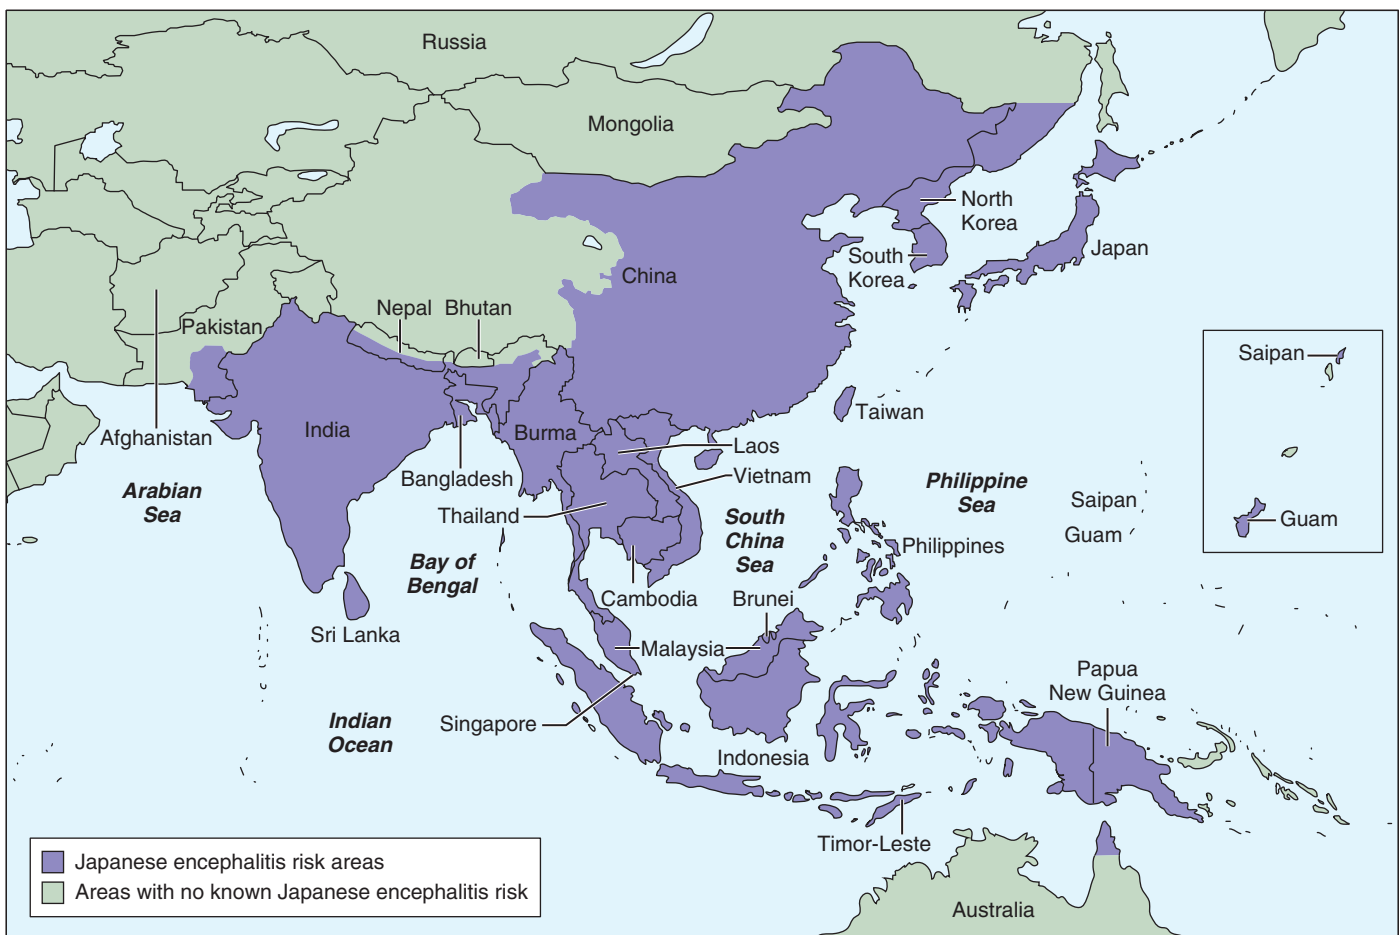 Russia
Mongolia
North
Korea
South
Korea
Japan
China
Nepal
Bhutan
Pakistan
Saipan
Afghanistan
India
Burma
Taiwan
Laos
Bangladesh
Vietnam
Arabian
Sea
Thailand
South
China
Sea
Philippine
Sea
Saipan
Guam
Guam
Philippines
Bay of
Bengal
Cambodia
Brunei
Sri Lanka
Malaysia
Papua
New Guinea
Singapore
Indian
Ocean
Indonesia
Timor-Leste
Japanese encephalitis risk areas
Areas with no known Japanese encephalitis risk
Australia